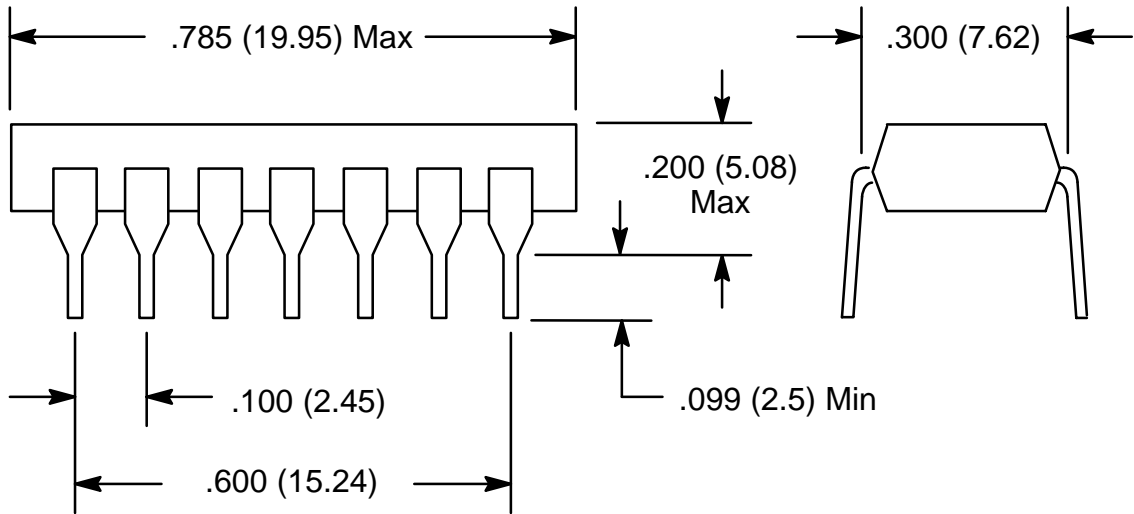 .785 (19.95) Max
.300 (7.62)
.200 (5.08)
Max
.100 (2.45)
.099 (2.5) Min
.600 (15.24)